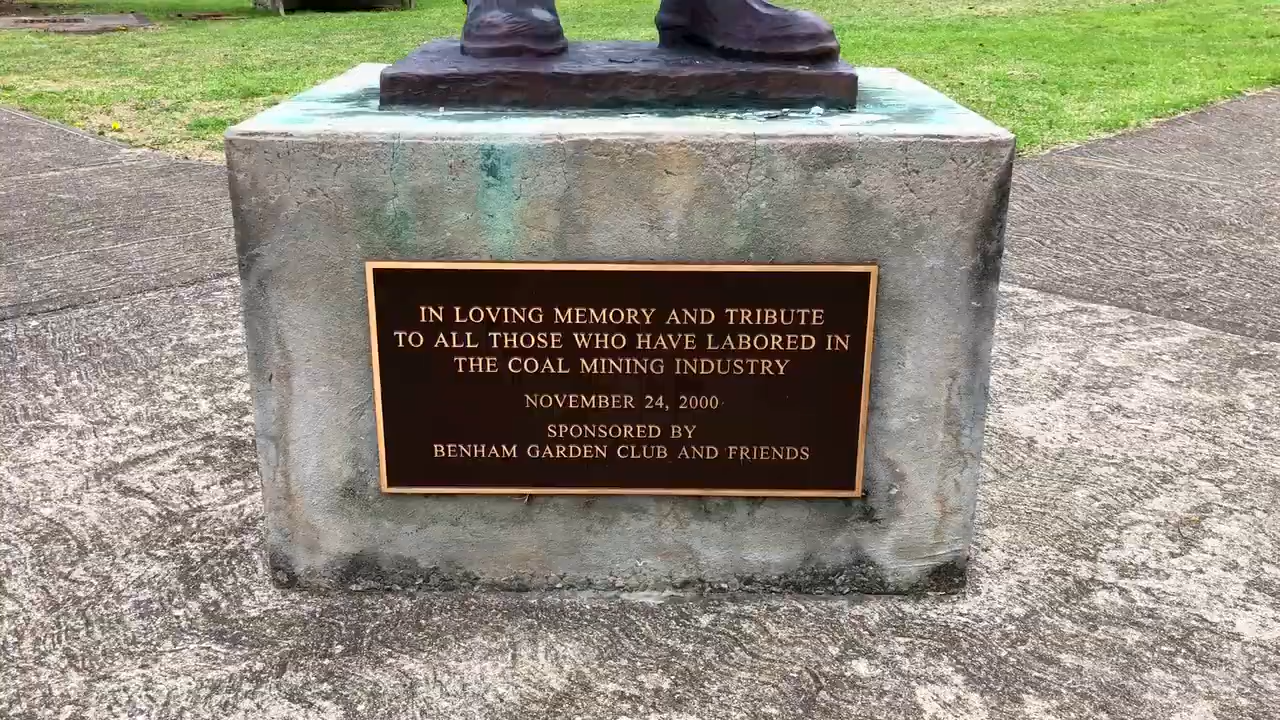 IN LOVING MEMORY AND TRIBUTE
TO ALL THOSE WHO HAVE LABORED IN
THE COAL MINING INDUSTRY
NOVEMBER 24, 2000
SPONSORED BY
BENHAM GARDEN CLUB AND FRIENDS